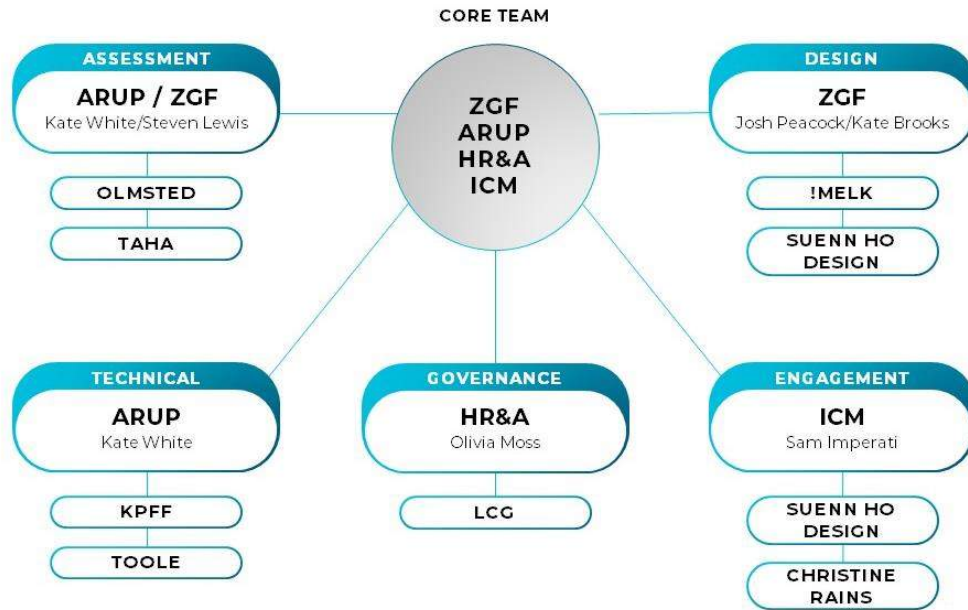 CORE TEAM
ZGF
ARUP
HR&A
ICM
ASSESSMENT
ARUP / ZGF
Kate White/Steven Lewis
OLMSTED
TAHA
DESIGN
ZGF
Josh Peacock/Kate Brooks
!MELK
SUENN HO
DESIGN
TECHNICAL
ARUP
Kate White
KPFF
TOOLE
GOVERNANCE
HR&A
Olivia Moss
LCG
ENGAGEMENT
ICM
Sam Imperati
SUENN HO
DESIGN
CHRISTINE
RAINS